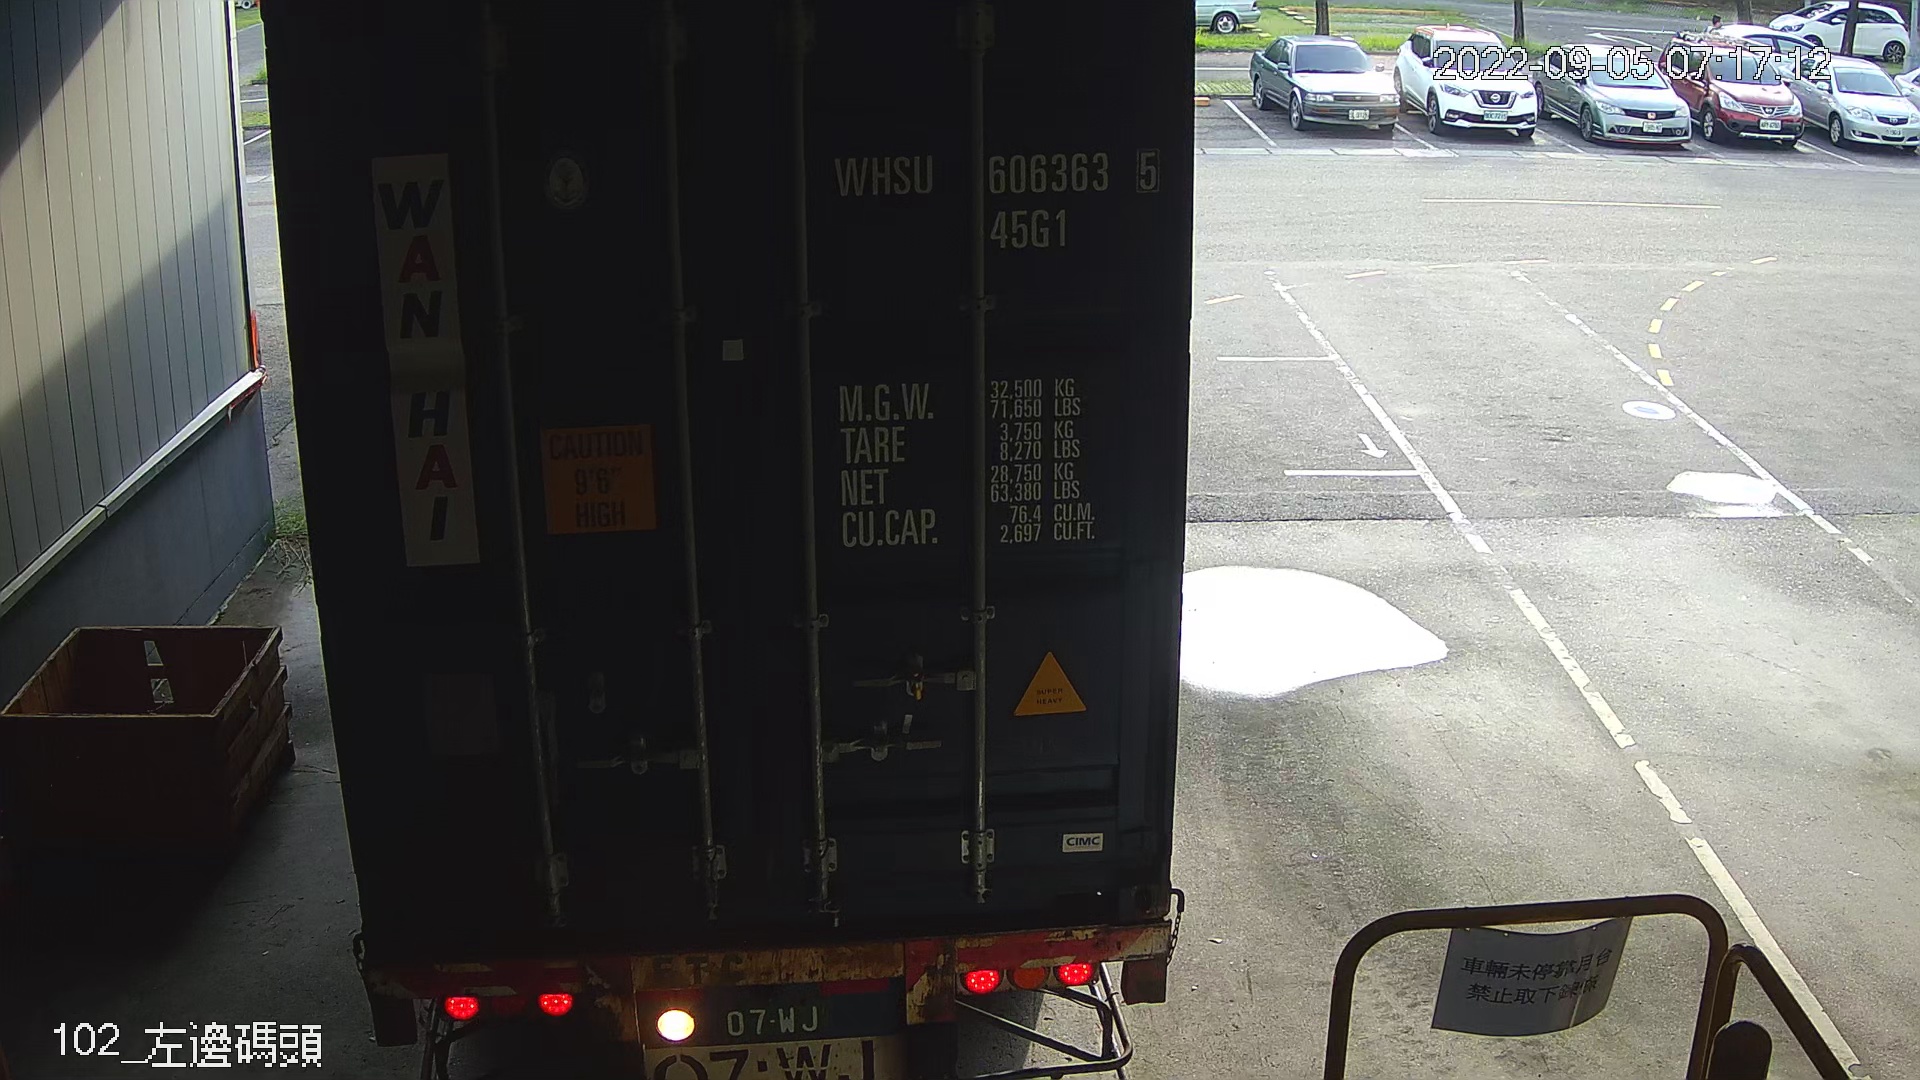 2022-09-05 07:17:12
WHSU 606363 5
45G1
WAN HAI
M.G.W. 32,500 KG
71,650 LBS
TARE 3,750 KG
8,270 LBS
NET 28,750 KG
63,380 LBS
CU.CAP. 76.4 CU.M.
2,697 CU.FT.
CAUTION
9'6"
HIGH
SUPER
HEAVY
CIMC
車輛未停靠月台
禁止取下
07-WJ
07-WJ
102_左邊碼頭